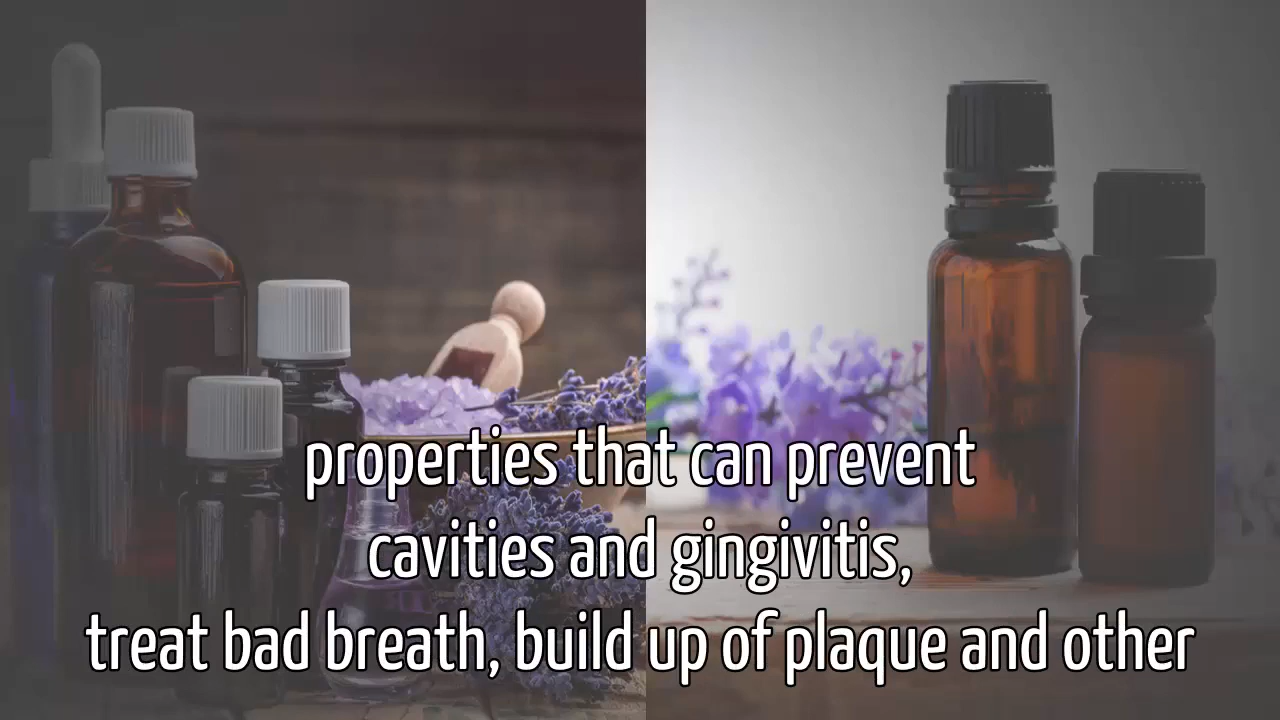 properties that can prevent
cavities and gingivitis,
treat bad breath, build up of plaque and other